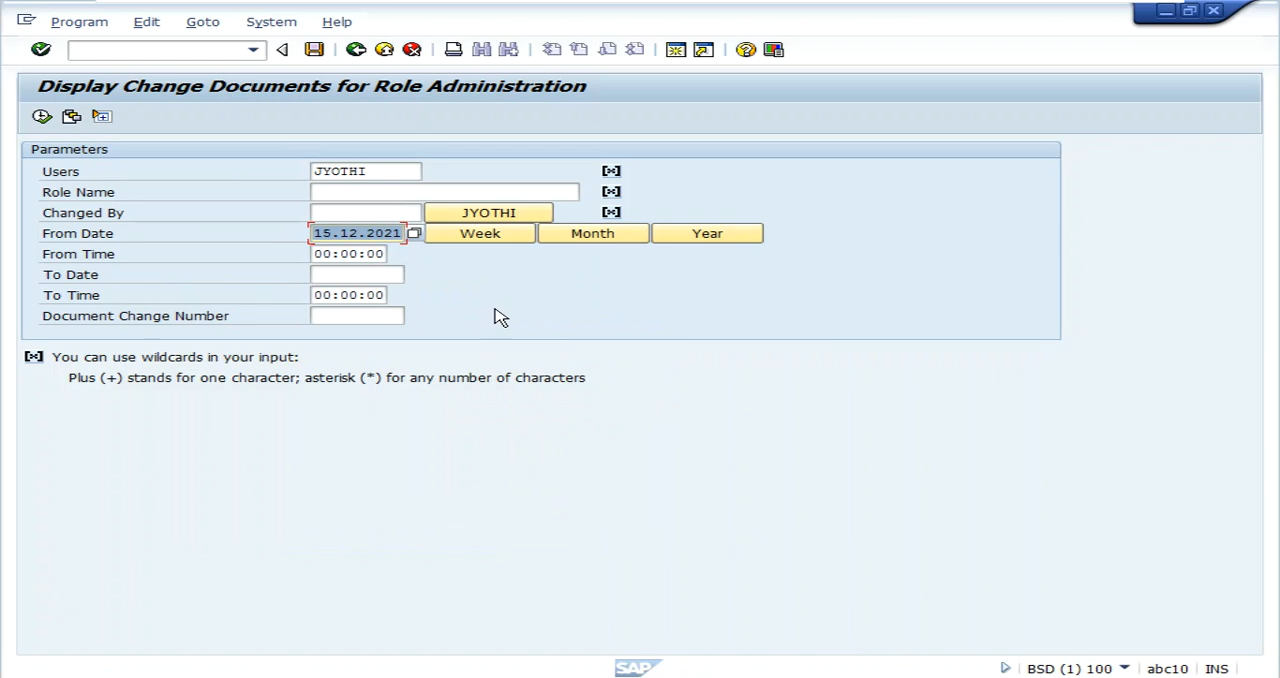 Program Edit Goto System Help
Display Change Documents for Role Administration
Parameters
Users JYOTHI
Role Name
Changed By JYOTHI
From Date 15.12.2021 Week Month Year
From Time 00:00:00
To Date
To Time 00:00:00
Document Change Number
You can use wildcards in your input:
Plus (+) stands for one character; asterisk (*) for any number of characters
SAP BSD (1) 100 abc10 INS